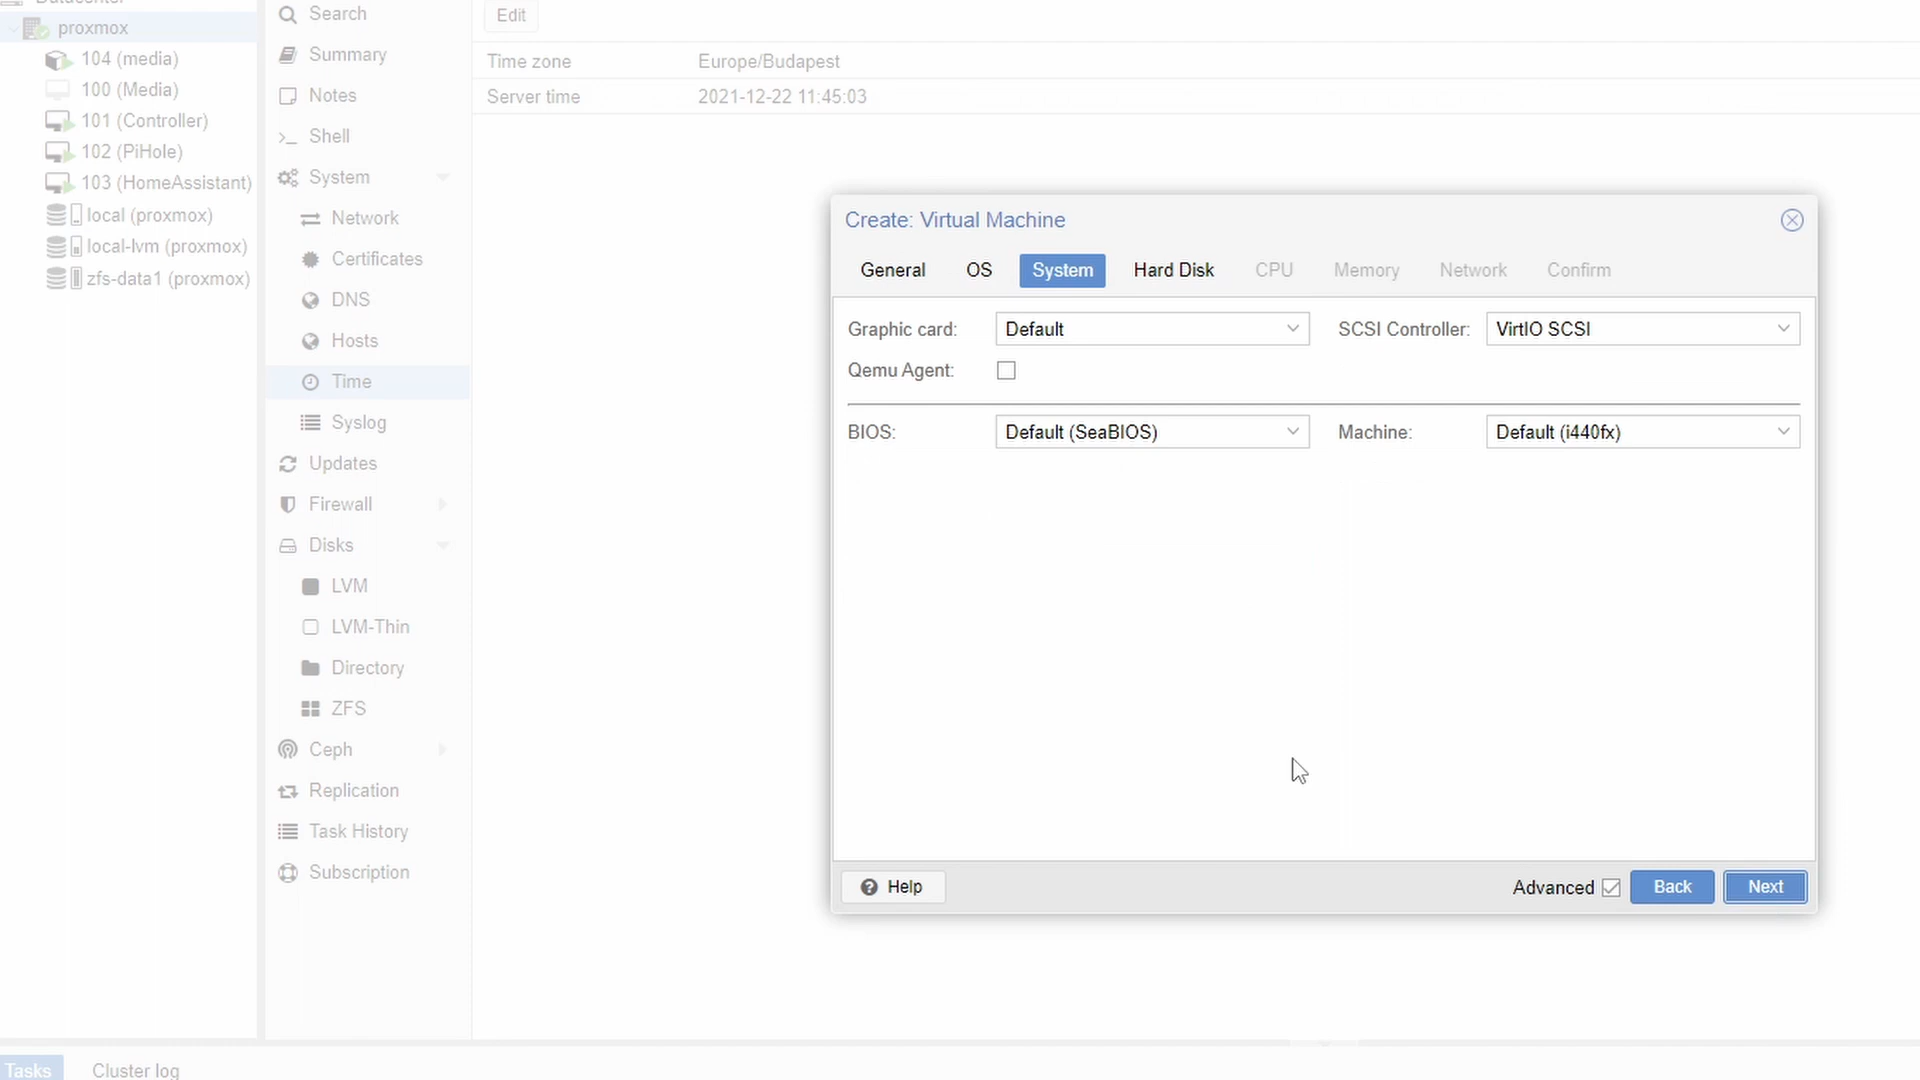 Datacenter
proxmox
104 (media)
100 (Media)
101 (Controller)
102 (PiHole)
103 (HomeAssistant)
local (proxmox)
local-lvm (proxmox)
zfs-data1 (proxmox)
Search
Summary
Notes
Shell
System
Network
Certificates
DNS
Hosts
Time
Syslog
Updates
Firewall
Disks
LVM
LVM-Thin
Directory
ZFS
Ceph
Replication
Task History
Subscription
Edit
Time zone Europe/Budapest
Server time 2021-12-22 11:45:03
Create: Virtual Machine
General OS System Hard Disk CPU Memory Network Confirm
Graphic card: Default SCSI Controller: VirtIO SCSI
Qemu Agent:
BIOS: Default (SeaBIOS) Machine: Default (i440fx)
Help Advanced Back Next
Tasks Cluster log